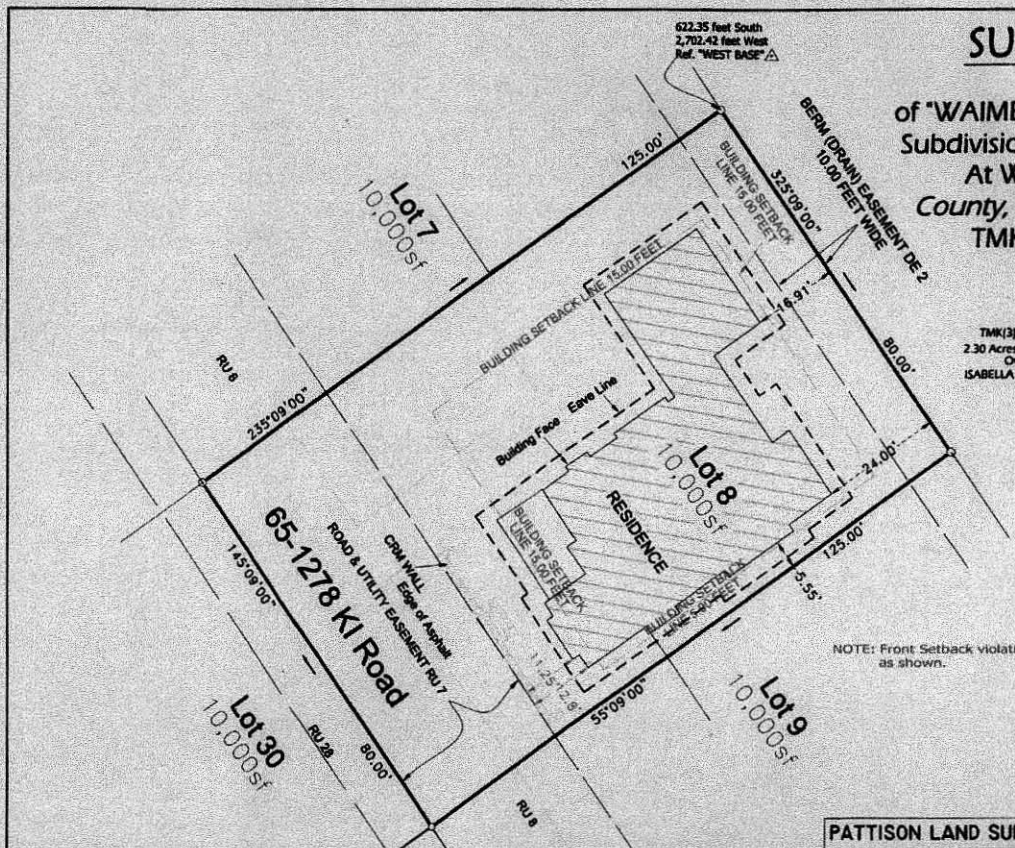 622.35 feet South
2,702.42 feet West
Ref. "WEST BASE"
SU
of "WAIME
Subdivisio
At W
County,
TMK
TMK(3)
2.30 Acres
O
ISABELLA
BERM (DRAIN) EASEMENT DE 2
10.00 FEET WIDE
125.00'
325°09'00"
BUILDING SETBACK
LINE 15.00 FEET
Lot 7
10,000sf
BUILDING SETBACK LINE 15.00 FEET
16.91'
80.00'
RU 6
235°09'00"
Building Face
Eave Line
Lot 8
10,000sf
24.00'
RESIDENCE
125.00'
BUILDING SETBACK
LINE 15.00 FEET
5.55'
BUILDING SETBACK
65-1278 KI Road
145°09'00"
CRM WALL
Edge of Asphalt
ROAD & UTILITY EASEMENT RU 7
NOTE: Front Setback violati
as shown.
11.25'
12.8'
55°09'00"
Lot 9
10,000sf
Lot 30
10,000sf
RU 28
80.00'
RU 8
PATTISON LAND SU